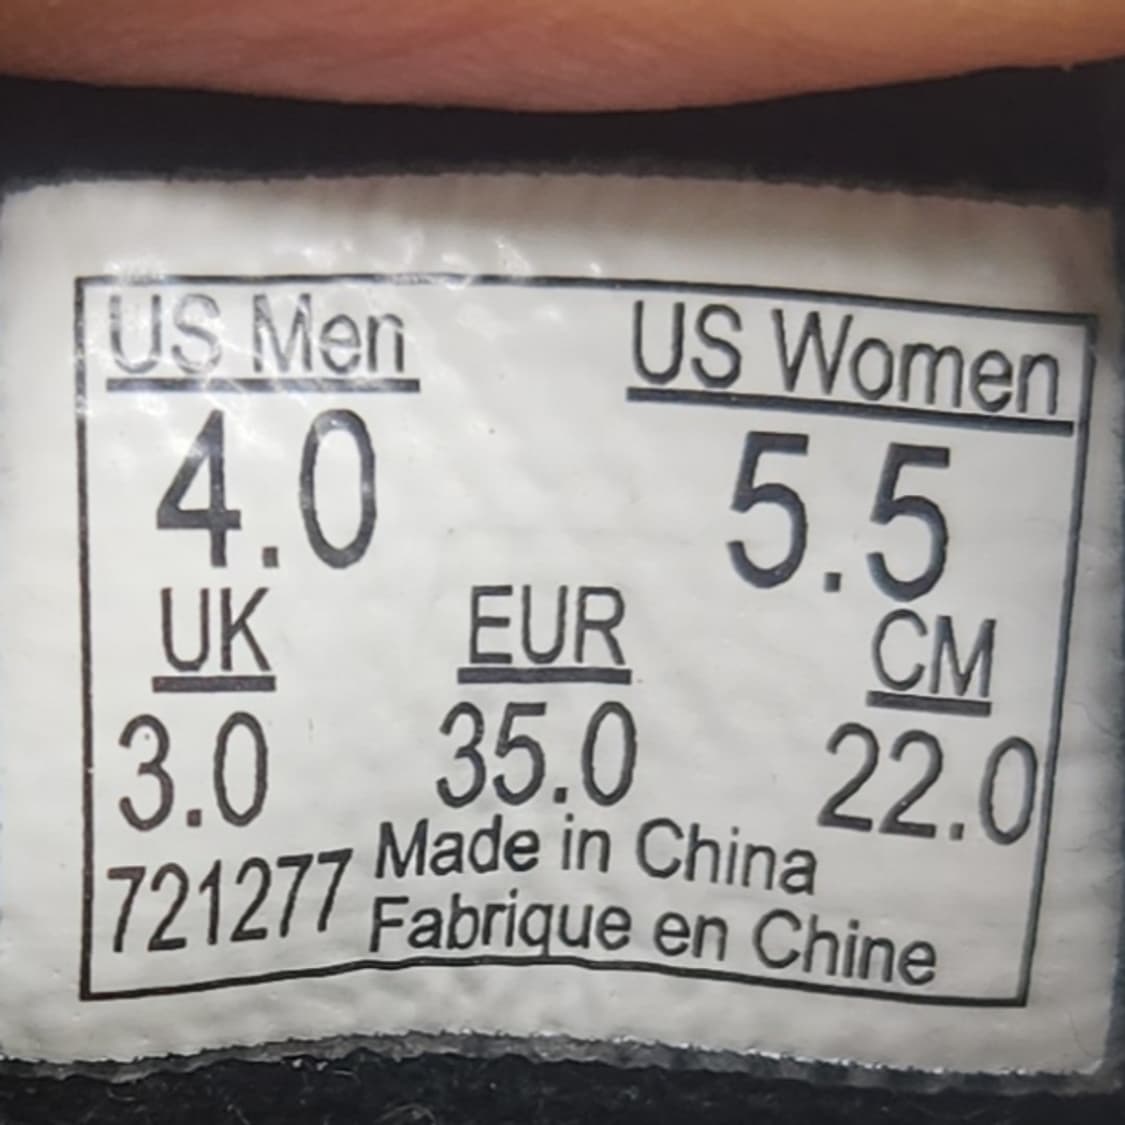 US Men US Women
4.0 5.5
UK EUR CM
3.0 35.0 22.0
721277 Made in China
Fabrique en Chine